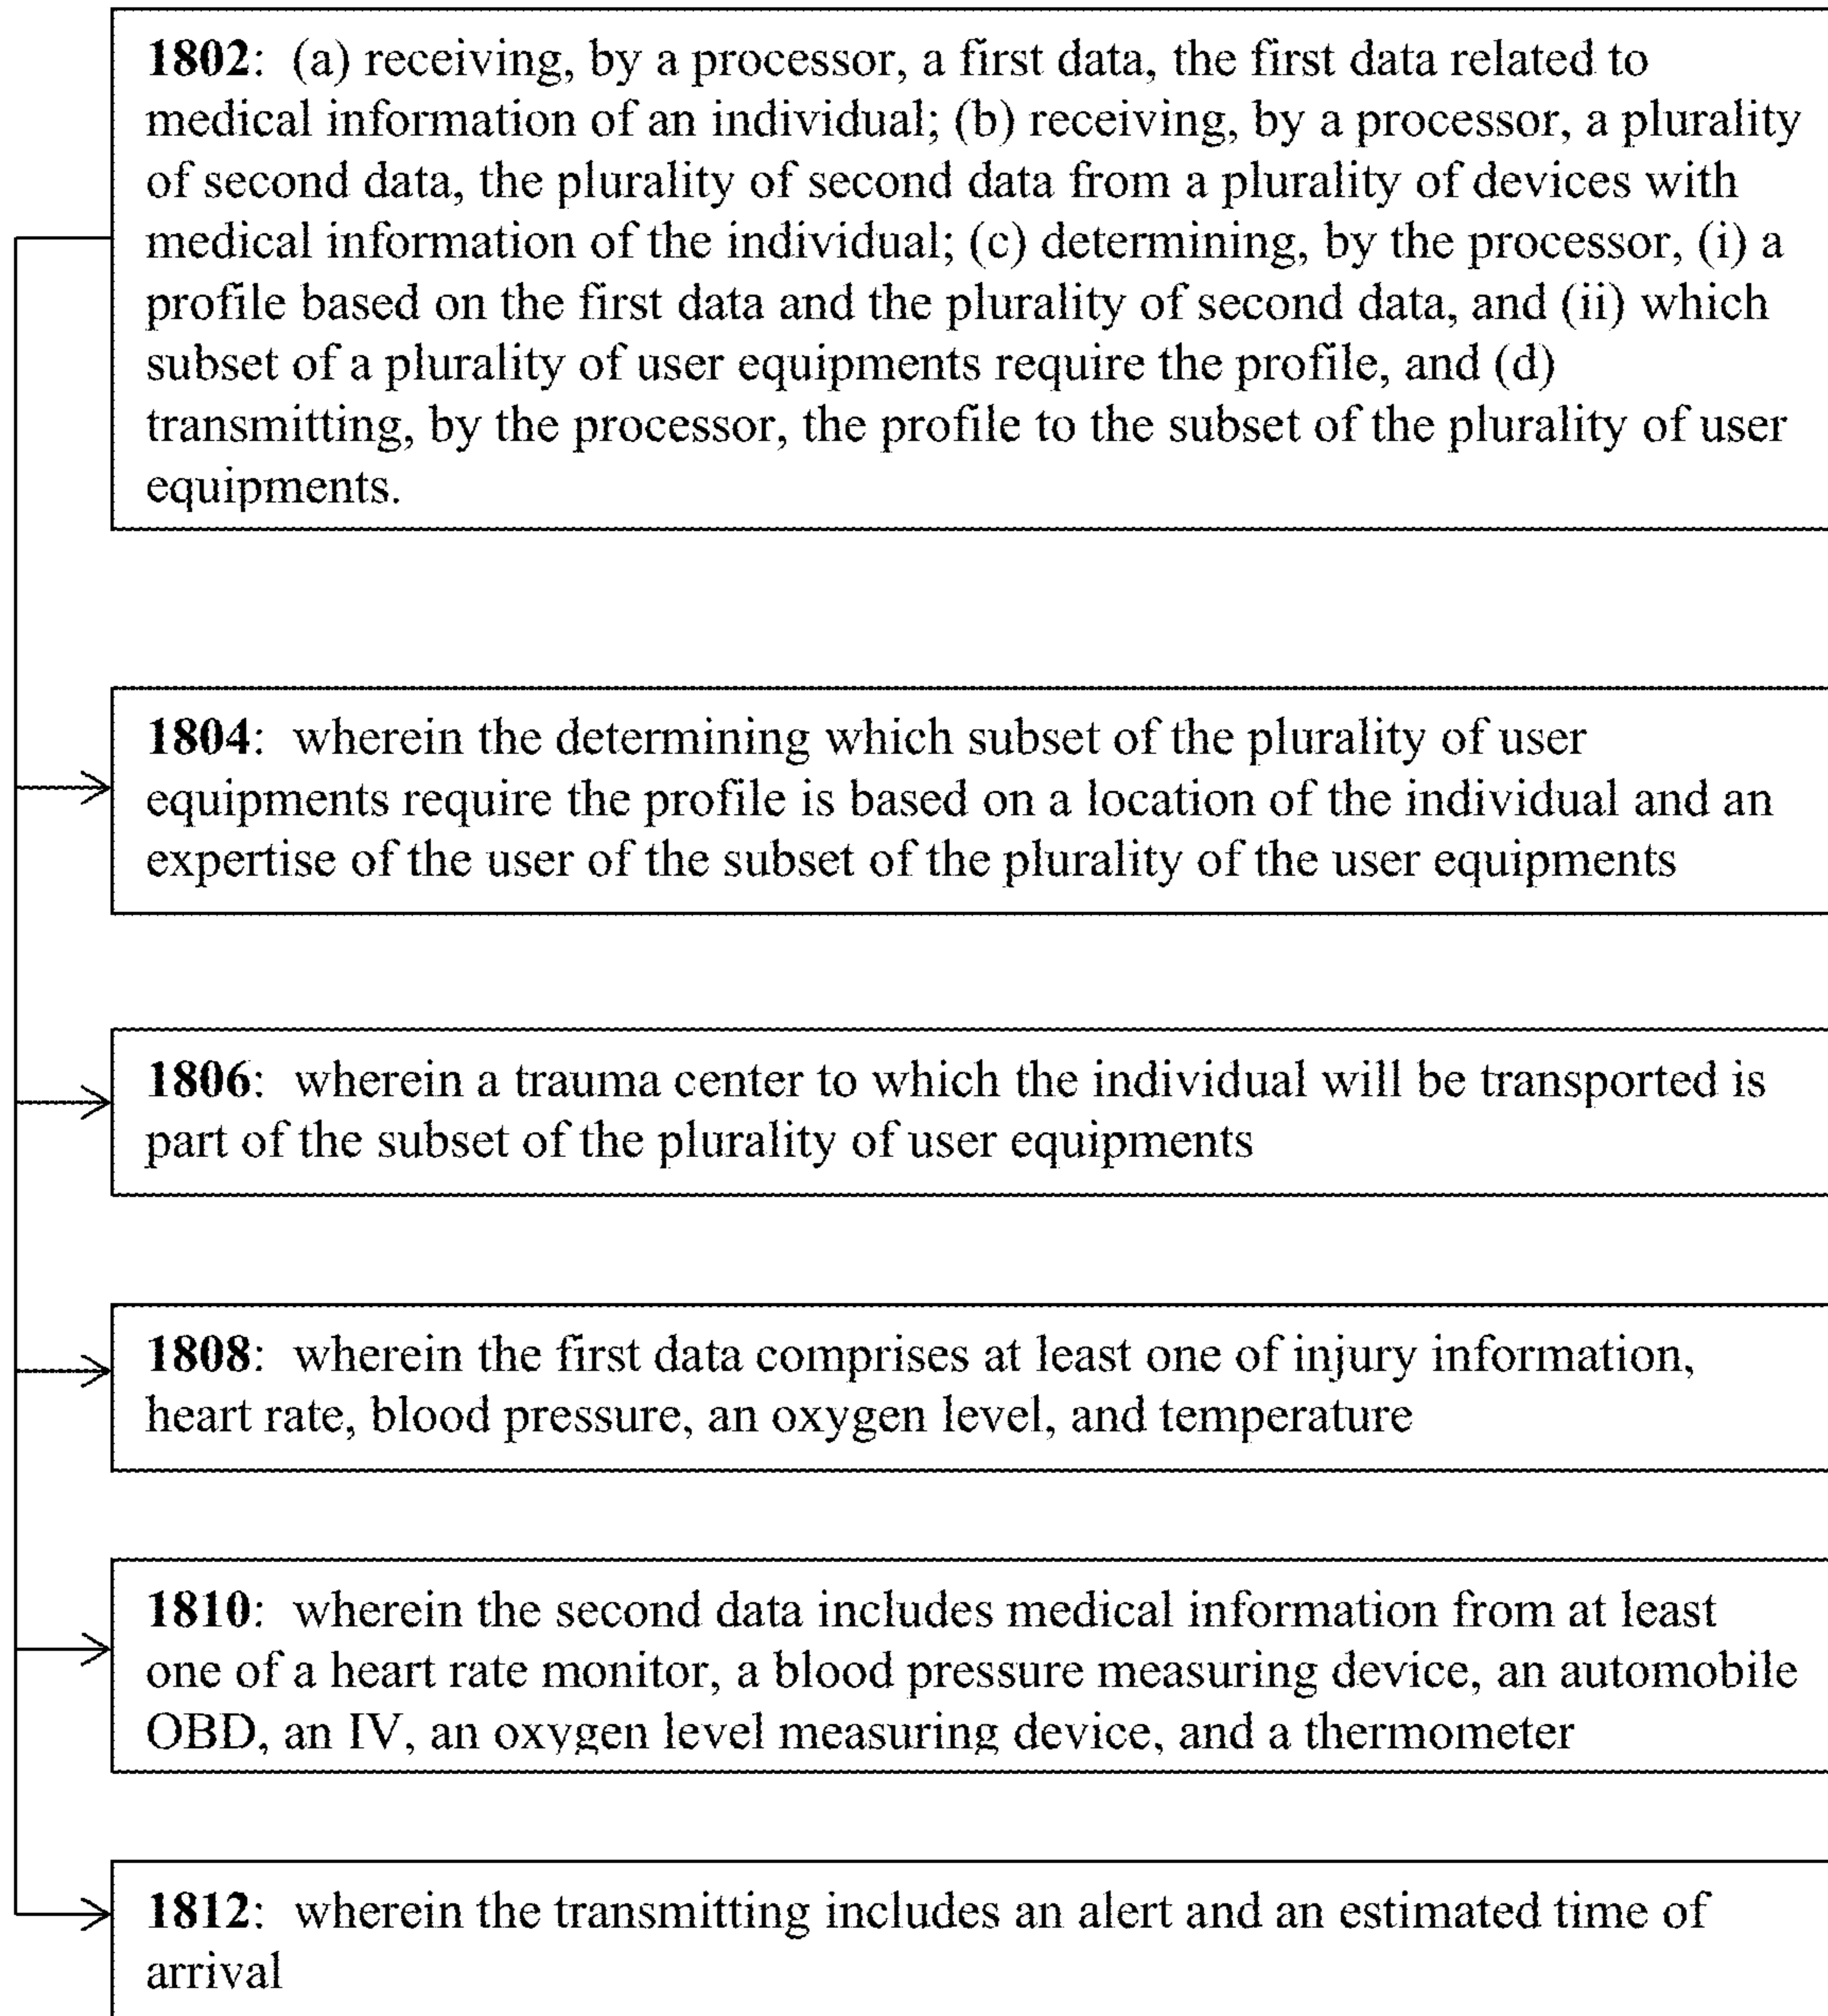 1802: (a) receiving, by a processor, a first data, the first data related to
medical information of an individual; (b) receiving, by a processor, a plurality
of second data, the plurality of second data from a plurality of devices with
medical information of the individual; (c) determining, by the processor, (i) a
profile based on the first data and the plurality of second data, and (ii) which
subset of a plurality of user equipments require the profile, and (d)
transmitting, by the processor, the profile to the subset of the plurality of user
equipments.
1804: wherein the determining which subset of the plurality of user
equipments require the profile is based on a location of the individual and an
expertise of the user of the subset of the plurality of the user equipments
1806: wherein a trauma center to which the individual will be transported is
part of the subset of the plurality of user equipments
1808: wherein the first data comprises at least one of injury information,
heart rate, blood pressure, an oxygen level, and temperature
1810: wherein the second data includes medical information from at least
one of a heart rate monitor, a blood pressure measuring device, an automobile
OBD, an IV, an oxygen level measuring device, and a thermometer
1812: wherein the transmitting includes an alert and an estimated time of
arrival